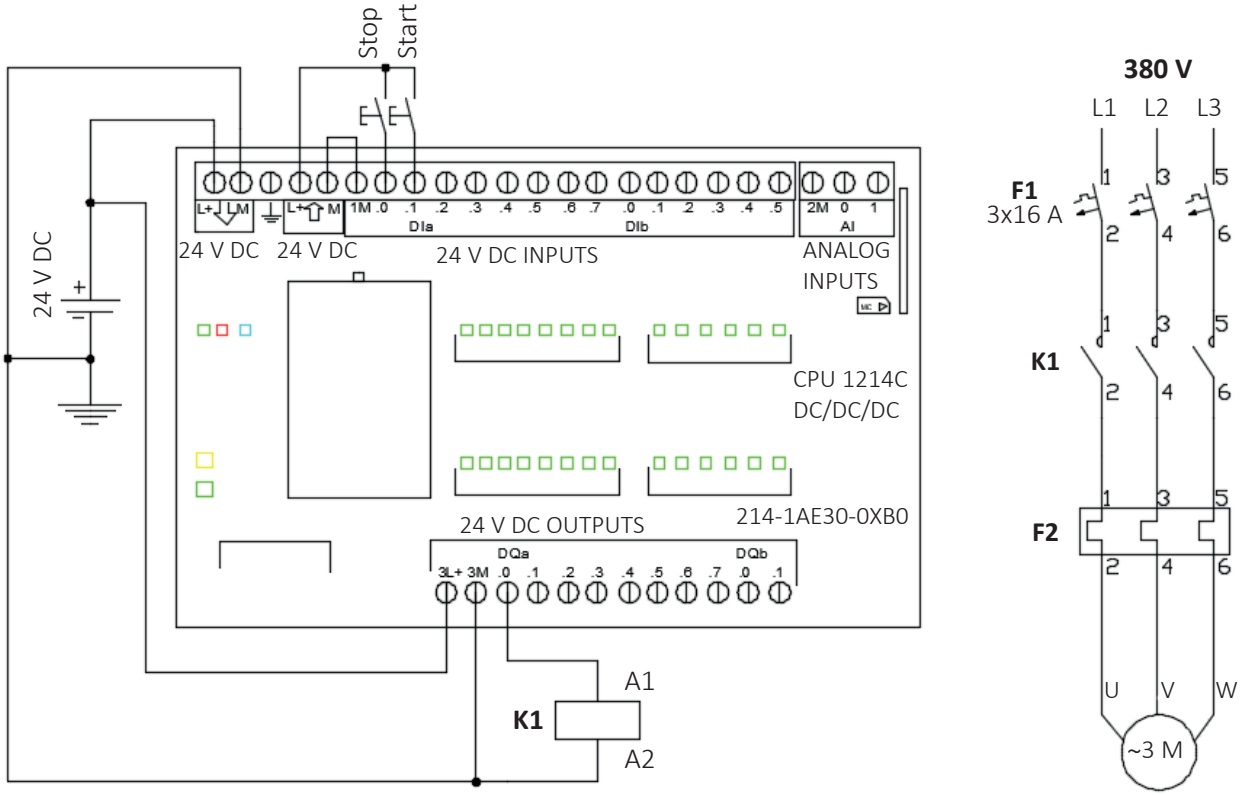 Stop
Start
L+ M L+ M 1M .0 .1 .2 .3 .4 .5 .6 .7 .0 .1 .2 .3 .4 .5 2M 0 1
DIa DIb AI
24 V DC 24 V DC 24 V DC INPUTS ANALOG
INPUTS
24 V DC
+
–
MC
CPU 1214C
DC/DC/DC
214-1AE30-0XB0
24 V DC OUTPUTS
DQa DQb
3L+ 3M .0 .1 .2 .3 .4 .5 .6 .7 .0 .1
A1
K1
A2
380 V
L1 L2 L3
1 3 5
F1
3x16 A
2 4 6
1 3 5
K1
2 4 6
1 3 5
F2
2 4 6
U V W
~3 M